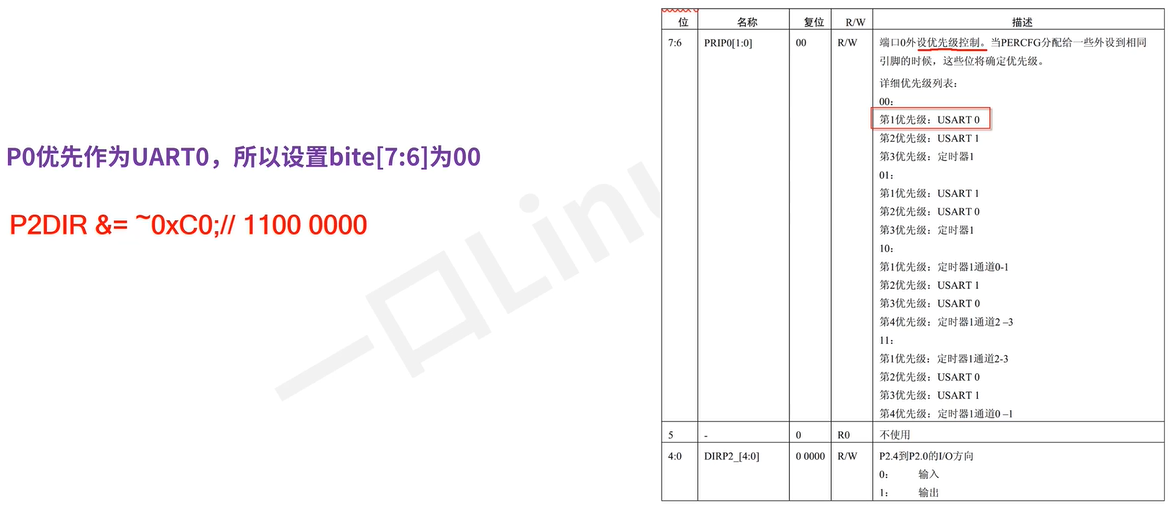 P0优先作为UART0，所以设置bite[7:6]为00
P2DIR &= ~0xC0;// 1100 0000
一口Linu
位 名称 复位 R/W 描述
7:6 PRIP0[1:0] 00 R/W 端口0外设优先级控制。当PERCFG分配给一些外设到相同
引脚的时候，这些位将确定优先级。
详细优先级列表：
00：
第1优先级：USART 0
第2优先级：USART 1
第3优先级：定时器1
01：
第1优先级：USART 1
第2优先级：USART 0
第3优先级：定时器1
10：
第1优先级：定时器1通道0-1
第2优先级：USART 1
第3优先级：USART 0
第4优先级：定时器1通道2 –3
11：
第1优先级：定时器1通道2-3
第2优先级：USART 0
第3优先级：USART 1
第4优先级：定时器1通道0 –1
5 - 0 R0 不使用
4:0 DIRP2_[4:0] 0 0000 R/W P2.4到P2.0的I/O方向
0： 输入
1： 输出